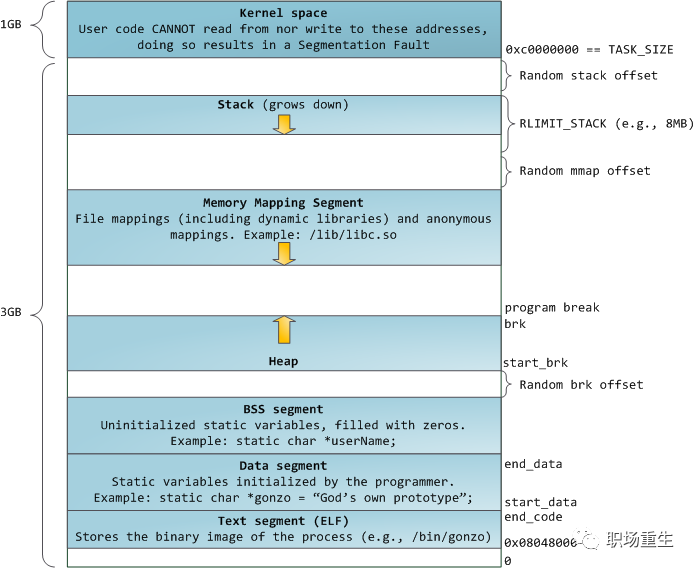 1GB
Kernel space
User code CANNOT read from nor write to these addresses,
doing so results in a Segmentation Fault
0xc0000000 == TASK_SIZE
Random stack offset
Stack (grows down)
RLIMIT_STACK (e.g., 8MB)
Random mmap offset
Memory Mapping Segment
File mappings (including dynamic libraries) and anonymous
mappings. Example: /lib/libc.so
3GB
program break
brk
Heap
start_brk
Random brk offset
BSS segment
Uninitialized static variables, filled with zeros.
Example: static char *userName;
Data segment
Static variables initialized by the programmer.
Example: static char *gonzo = “God’s own prototype”;
end_data
start_data
Text segment (ELF)
Stores the binary image of the process (e.g., /bin/gonzo)
end_code
0x08048000
职场重生
0